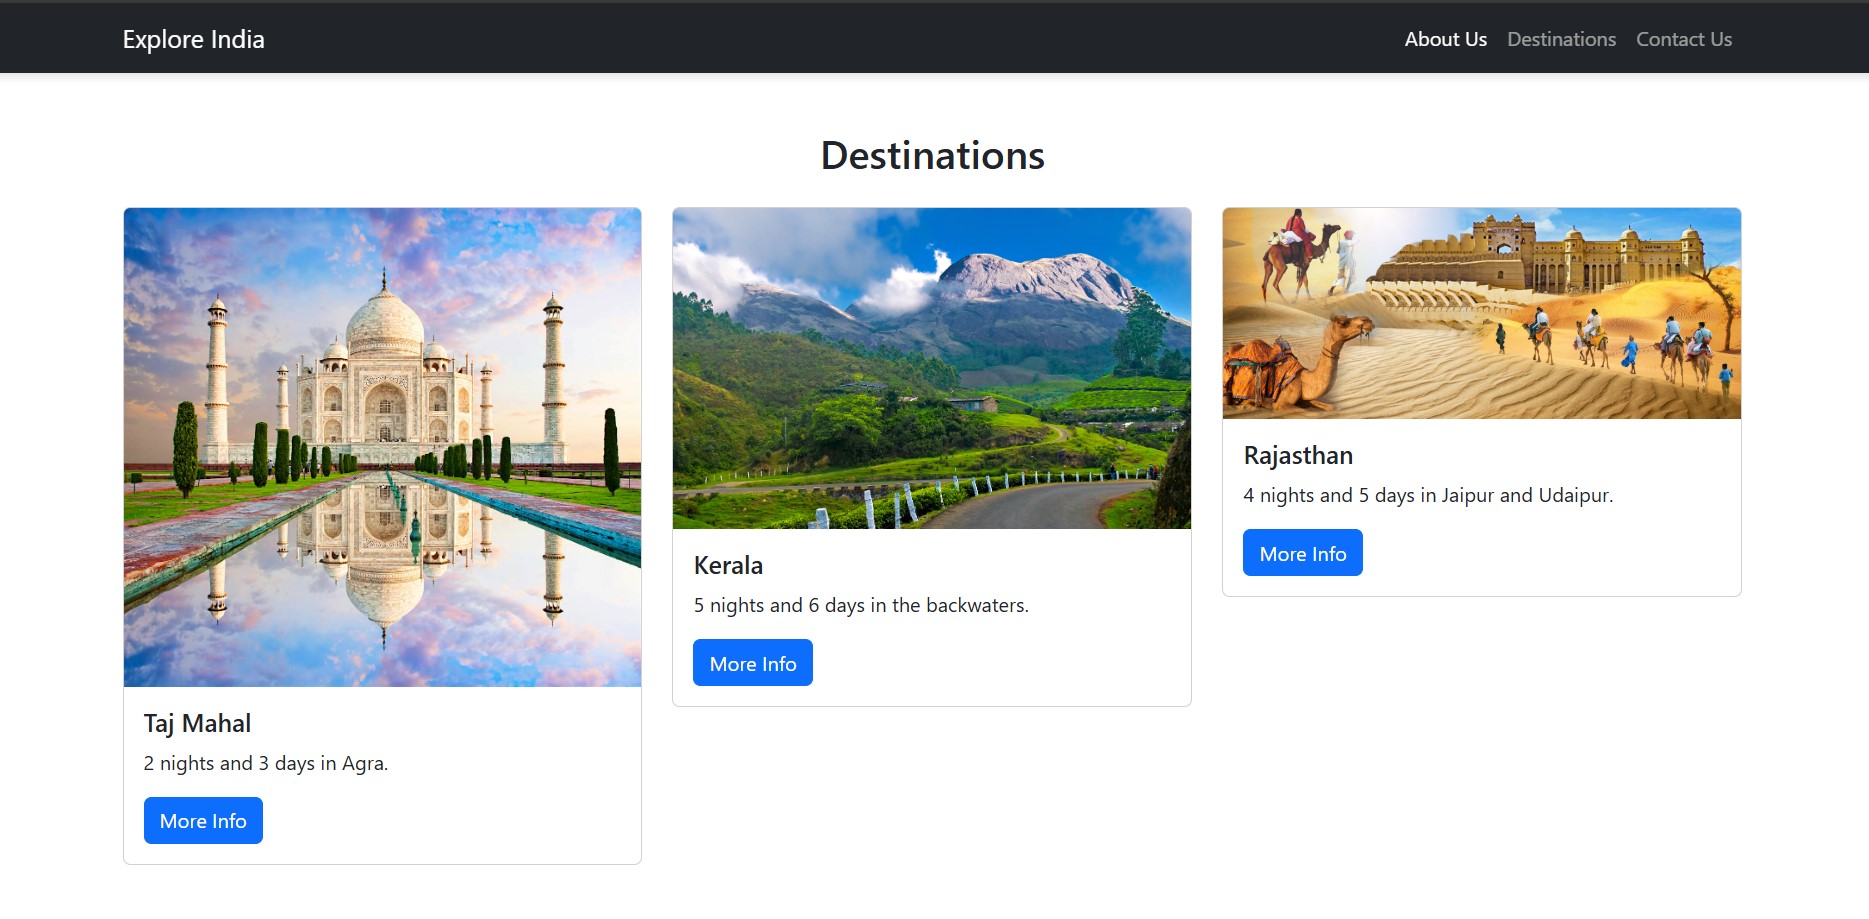 Explore India
About Us
Destinations
Contact Us
Destinations
Taj Mahal
2 nights and 3 days in Agra.
More Info
Kerala
5 nights and 6 days in the backwaters.
More Info
Rajasthan
4 nights and 5 days in Jaipur and Udaipur.
More Info